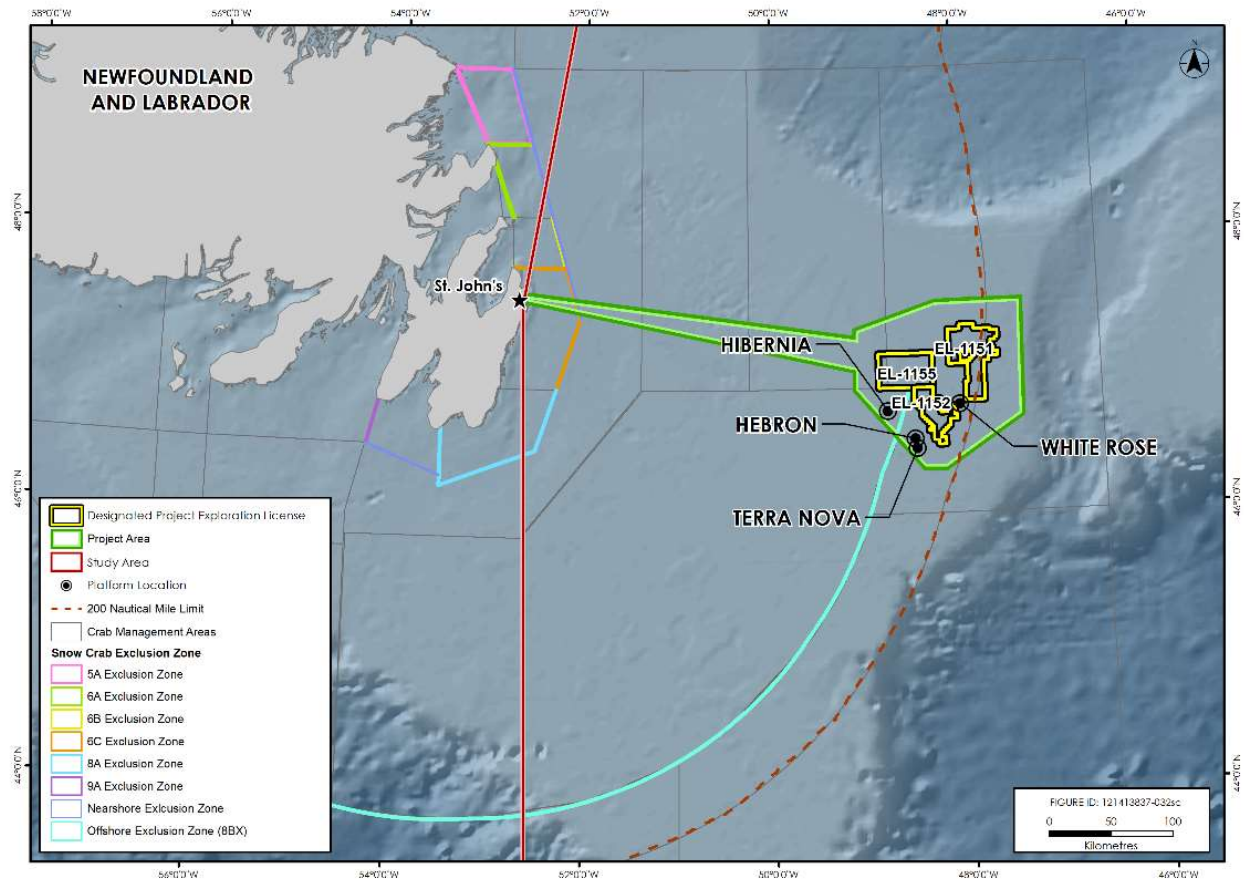 58°0'0"W 56°0'0"W 54°0'0"W 52°0'0"W 50°0'0"W 48°0'0"W 46°0'0"W
N
NEWFOUNDLAND
AND LABRADOR
48°0'0"N
48°0'0"N
St. John's
HIBERNIA
EL-1151
EL-1155
EL-1152
HEBRON
WHITE ROSE
TERRA NOVA
46°0'0"N
46°0'0"N
Designated Project Exploration License
Project Area
Study Area
Platform Location
200 Nautical Mile Limit
Crab Management Areas
Snow Crab Exclusion Zone
5A Exclusion Zone
6A Exclusion Zone
6B Exclusion Zone
6C Exclusion Zone
8A Exclusion Zone
9A Exclusion Zone
Nearshore Exlcusion Zone
Offshore Exclusion Zone (8BX)
44°0'0"N
44°0'0"N
FIGURE ID: 121413837-032sc
0 50 100
Kilometres
56°0'0"W 54°0'0"W 52°0'0"W 50°0'0"W 48°0'0"W 46°0'0"W